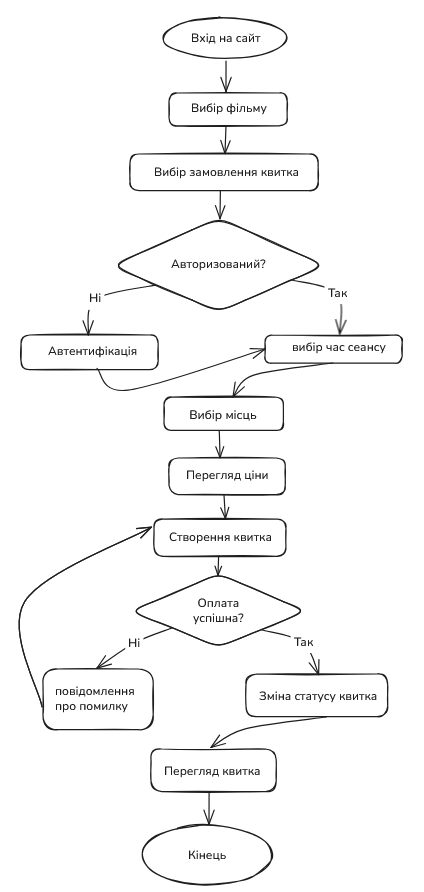 Вхід на сайт
Вибір фільму
Вибір замовлення квитка
Авторизований?
Ні
Так
Автентифікація
вибір час сеансу
Вибір місць
Перегляд ціни
Створення квитка
Оплата
успішна?
Ні
Так
повідомлення
про помилку
Зміна статусу квитка
Перегляд квитка
Кінець